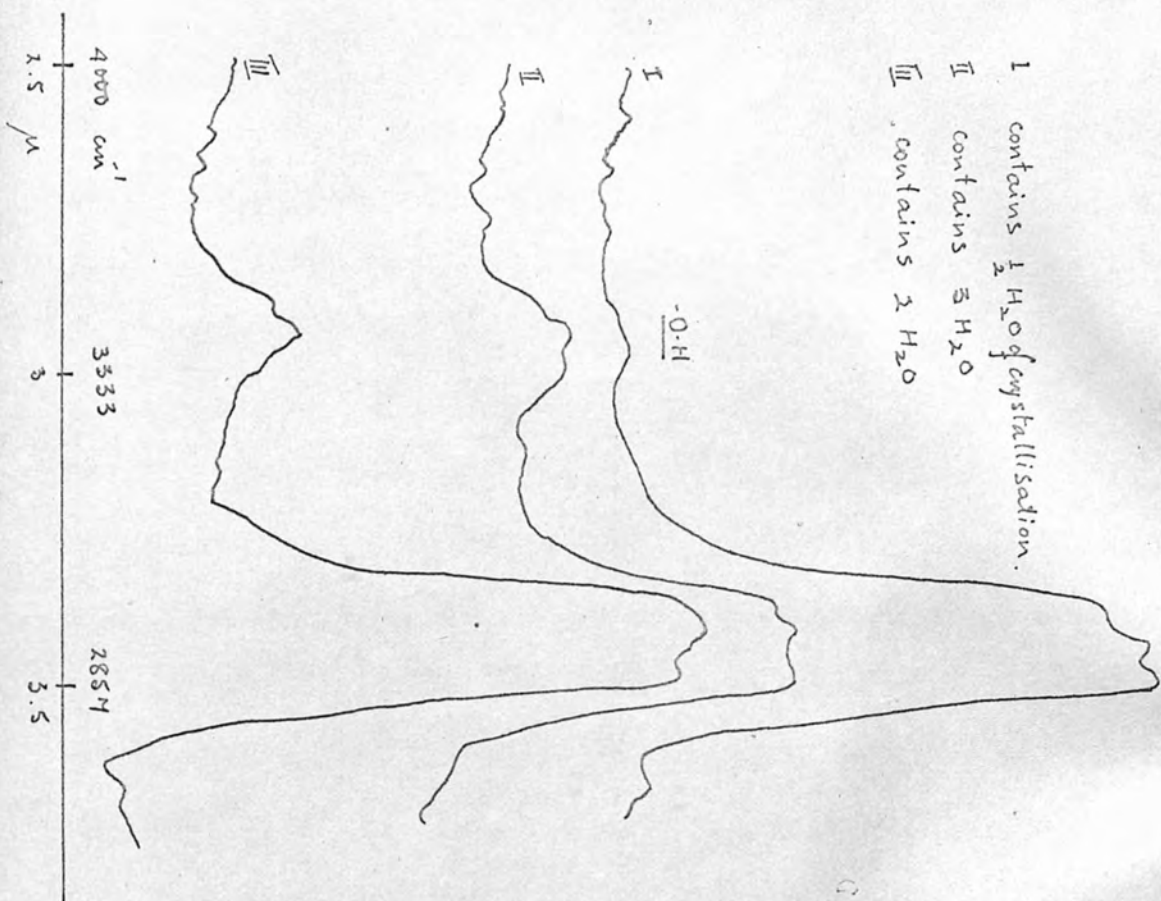 I contains ½ H₂O of crystallisation.
II contains 3 H₂O
III contains 2 H₂O
-O·H
I
II
III
4000 cm⁻¹
3333
2.5 μ
3
3.5